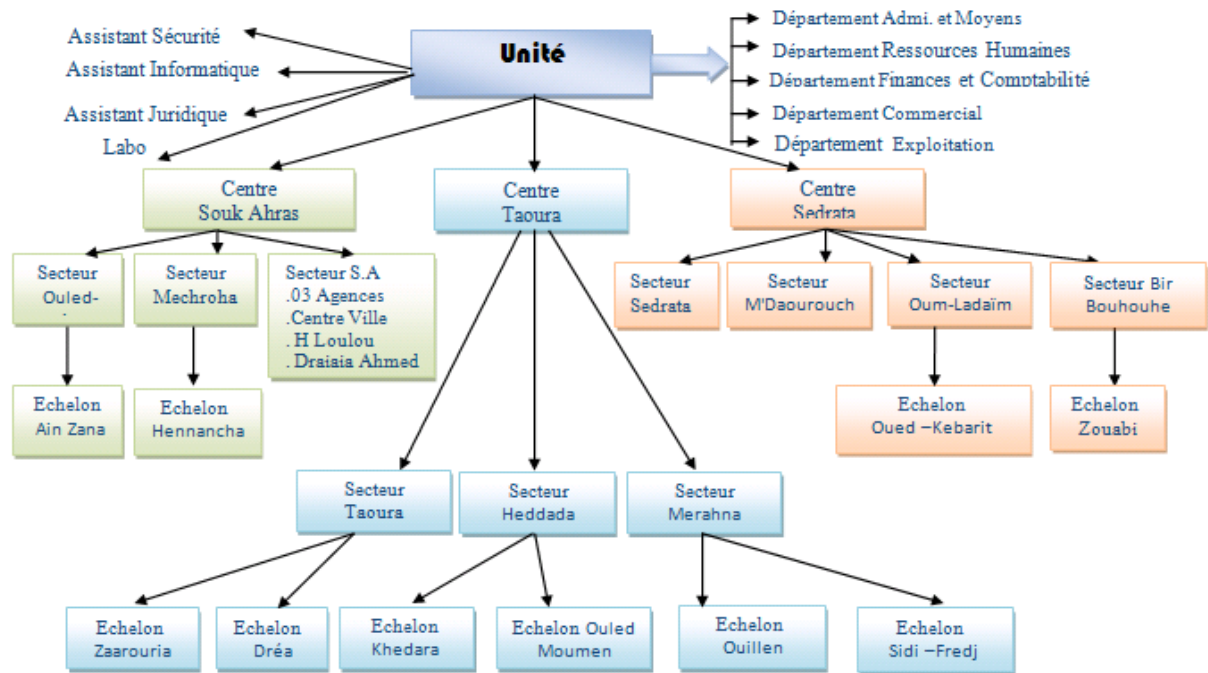 Unité
Assistant Sécurité
Assistant Informatique
Assistant Juridique
Labo
Département Admi. et Moyens
Département Ressources Humaines
Département Finances et Comptabilité
Département Commercial
Département Exploitation
Centre
Souk Ahras
Centre
Taoura
Centre
Sedrata
Secteur
Ouled-
Secteur
Mechroha
Secteur S.A
.03 Agences
.Centre Ville
. H Loulou
. Draiaia Ahmed
Secteur
Sedrata
Secteur
M'Daourouch
Secteur
Oum-Ladaïm
Secteur Bir
Bouhouhe
Echelon
Ain Zana
Echelon
Hennancha
Echelon
Oued –Kebarit
Echelon
Zouabi
Secteur
Taoura
Secteur
Heddada
Secteur
Merahna
Echelon
Zaarouria
Echelon
Dréa
Echelon
Khedara
Echelon Ouled
Moumen
Echelon
Ouillen
Echelon
Sidi –Fredj